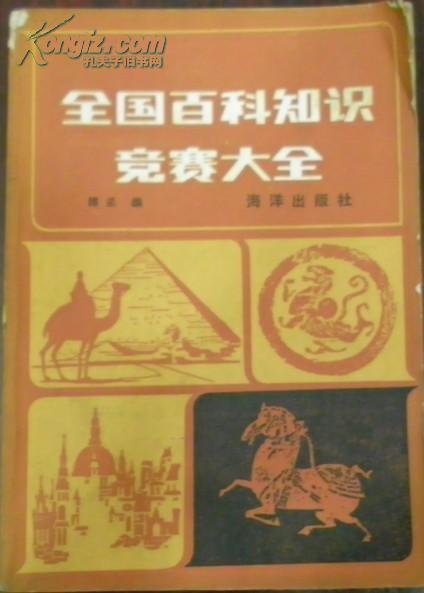 Kongfz.com
孔夫子旧书网
全国百科知识
竞赛大全
编 海洋出版社